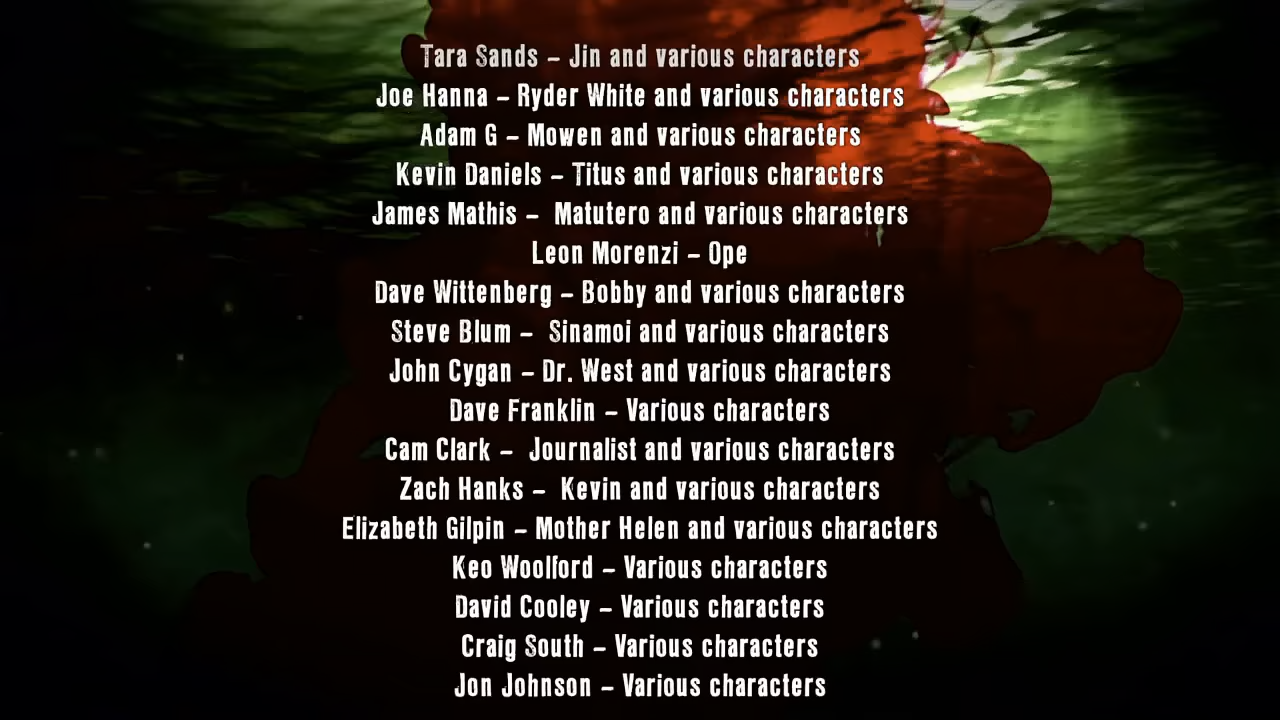 Tara Sands – Jin and various characters
Joe Hanna – Ryder White and various characters
Adam G – Mowen and various characters
Kevin Daniels – Titus and various characters
James Mathis –  Matutero and various characters
Leon Morenzi – Ope
Dave Wittenberg – Bobby and various characters
Steve Blum –  Sinamoi and various characters
John Cygan – Dr. West and various characters
Dave Franklin – Various characters
Cam Clark –  Journalist and various characters
Zach Hanks –  Kevin and various characters
Elizabeth Gilpin – Mother Helen and various characters
Keo Woolford – Various characters
David Cooley – Various characters
Craig South – Various characters
Jon Johnson – Various characters